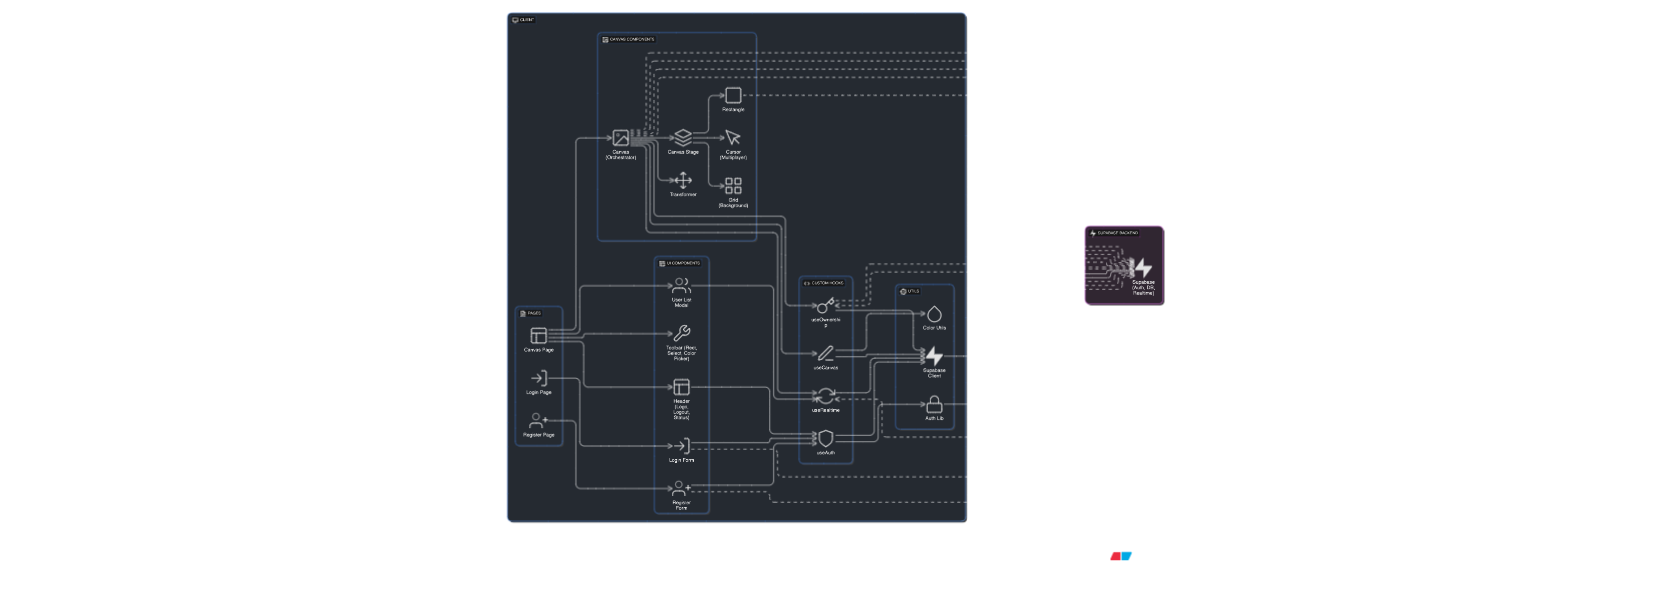 CLIENT
CANVAS COMPONENTS
Rectangle
Canvas
(Orchestrator)
Canvas Stage
Cursor
(Multiplayer)
Transformer
Grid
(Background)
SUPABASE BACKEND
Supabase
(Auth, DB,
Realtime)
UI COMPONENTS
User List
Modal
CUSTOM HOOKS
UTILS
PAGES
useOwnershi
p
Color Utils
Canvas Page
Toolbar (Rect,
Select, Color
Picker)
useCanvas
Supabase
Client
Login Page
Header
(Logo,
Logout,
Status)
useRealtime
Auth Lib
Register Page
Login Form
useAuth
Register
Form